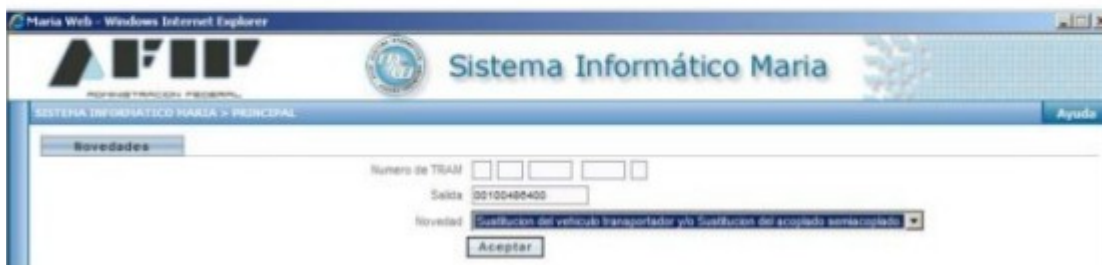 Maria Web - Windows Internet Explorer
AFIP
ADMINISTRACION FEDERAL
Sistema Informático Maria
SISTEMA INFORMATICO MARIA > PRINCIPAL
Ayuda
Novedades
Numero de TRAM
Salida 00100486400
Novedad Sustitucion del vehiculo transportador y/o Sustitucion del acoplado semiacoplado
Aceptar